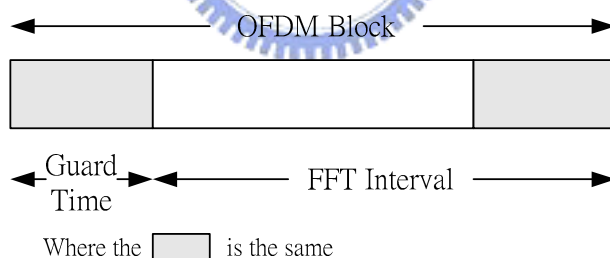 OFDM Block
Guard
Time
FFT Interval
Where the is the same